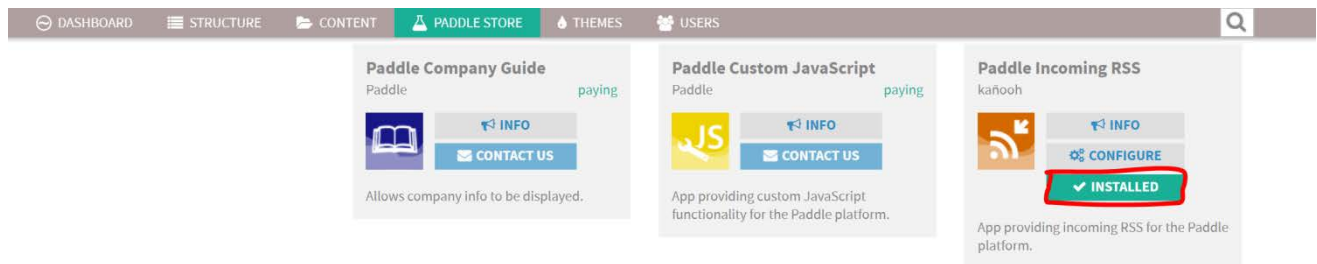 DASHBOARD STRUCTURE CONTENT PADDLE STORE THEMES USERS
Paddle Company Guide
Paddle paying
INFO
CONTACT US
Allows company info to be displayed.
Paddle Custom JavaScript
Paddle paying
JS
INFO
CONTACT US
App providing custom JavaScript
functionality for the Paddle platform.
Paddle Incoming RSS
kañooh
INFO
CONFIGURE
INSTALLED
App providing incoming RSS for the Paddle
platform.